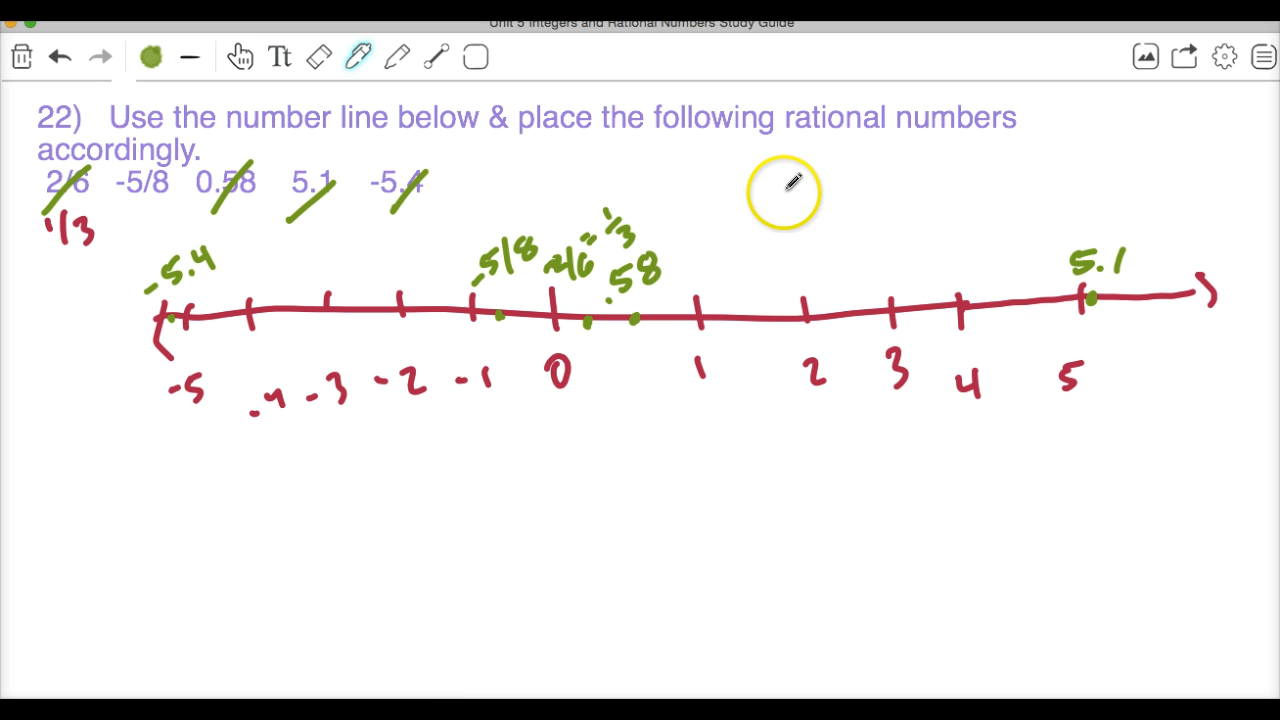 Unit 5 Integers and Rational Numbers Study Guide
Tt
22) Use the number line below & place the following rational numbers
accordingly.
2/6 -5/8 0.58 5.1 -5.4
1/3
-5.4 -5/8 2/6 = 1/3 .58 5.1
-5 -4 -3 -2 -1 0 1 2 3 4 5